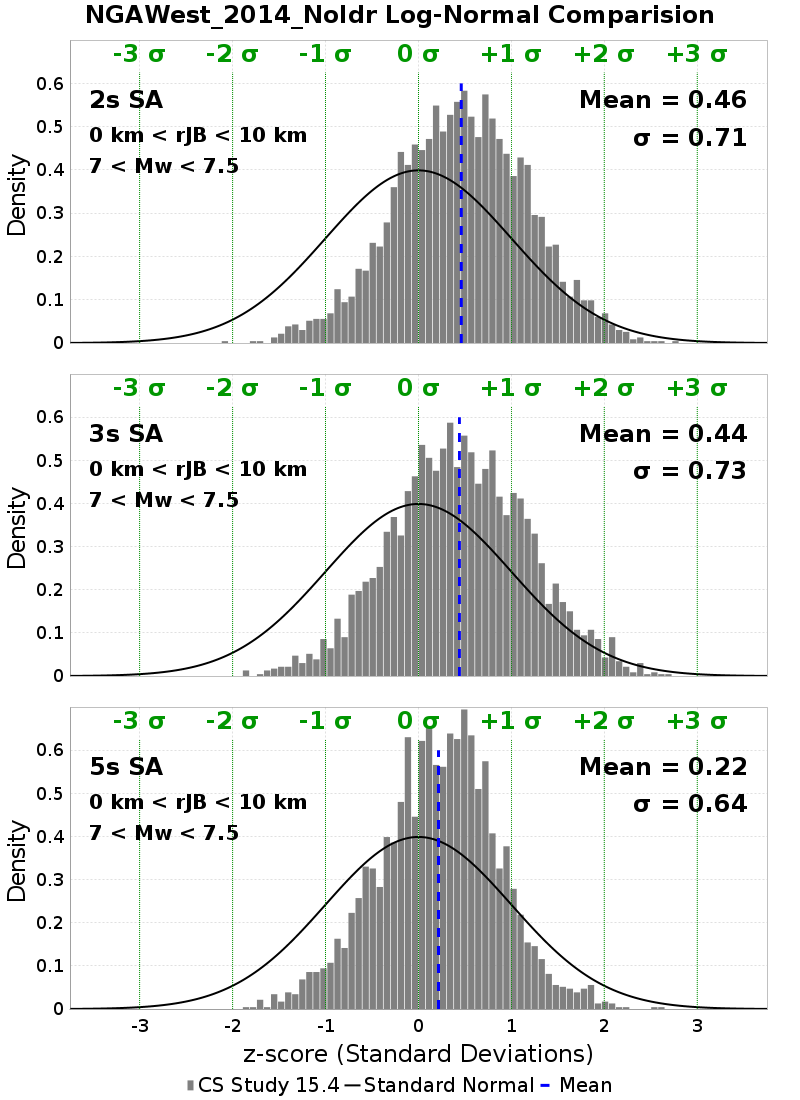 NGAWest_2014_NoIdr Log-Normal Comparision
-3 σ -2 σ -1 σ 0 σ +1 σ +2 σ +3 σ
2s SA
0 km < rJB < 10 km
7 < Mw < 7.5
Mean = 0.46
σ = 0.71
Density
0.6
0.5
0.4
0.3
0.2
0.1
0
-3 σ -2 σ -1 σ 0 σ +1 σ +2 σ +3 σ
3s SA
0 km < rJB < 10 km
7 < Mw < 7.5
Mean = 0.44
σ = 0.73
Density
0.6
0.5
0.4
0.3
0.2
0.1
0
-3 σ -2 σ -1 σ 0 σ +1 σ +2 σ +3 σ
5s SA
0 km < rJB < 10 km
7 < Mw < 7.5
Mean = 0.22
σ = 0.64
Density
0.6
0.5
0.4
0.3
0.2
0.1
0
-3 -2 -1 0 1 2 3
z-score (Standard Deviations)
CS Study 15.4 Standard Normal Mean